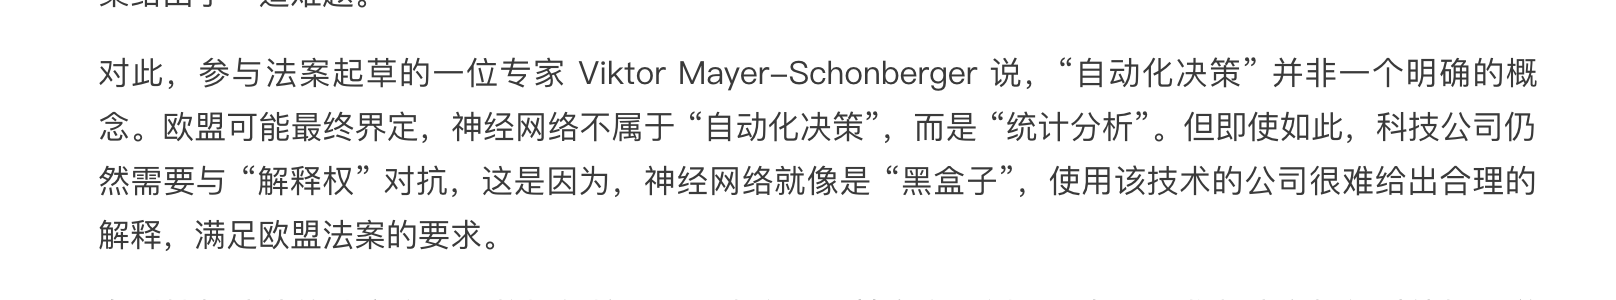 对此，参与法案起草的一位专家 Viktor Mayer-Schonberger 说，“自动化决策” 并非一个明确的概
念。欧盟可能最终界定，神经网络不属于 “自动化决策”，而是 “统计分析”。但即使如此，科技公司仍
然需要与 “解释权” 对抗，这是因为，神经网络就像是 “黑盒子”，使用该技术的公司很难给出合理的
解释，满足欧盟法案的要求。